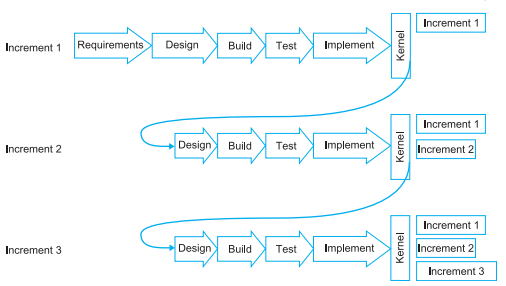 Increment 1
Increment 1 Requirements Design Build Test Implement Kernel
Increment 1
Increment 2 Design Build Test Implement Kernel Increment 2
Increment 1
Increment 3 Design Build Test Implement Kernel Increment 2
Increment 3